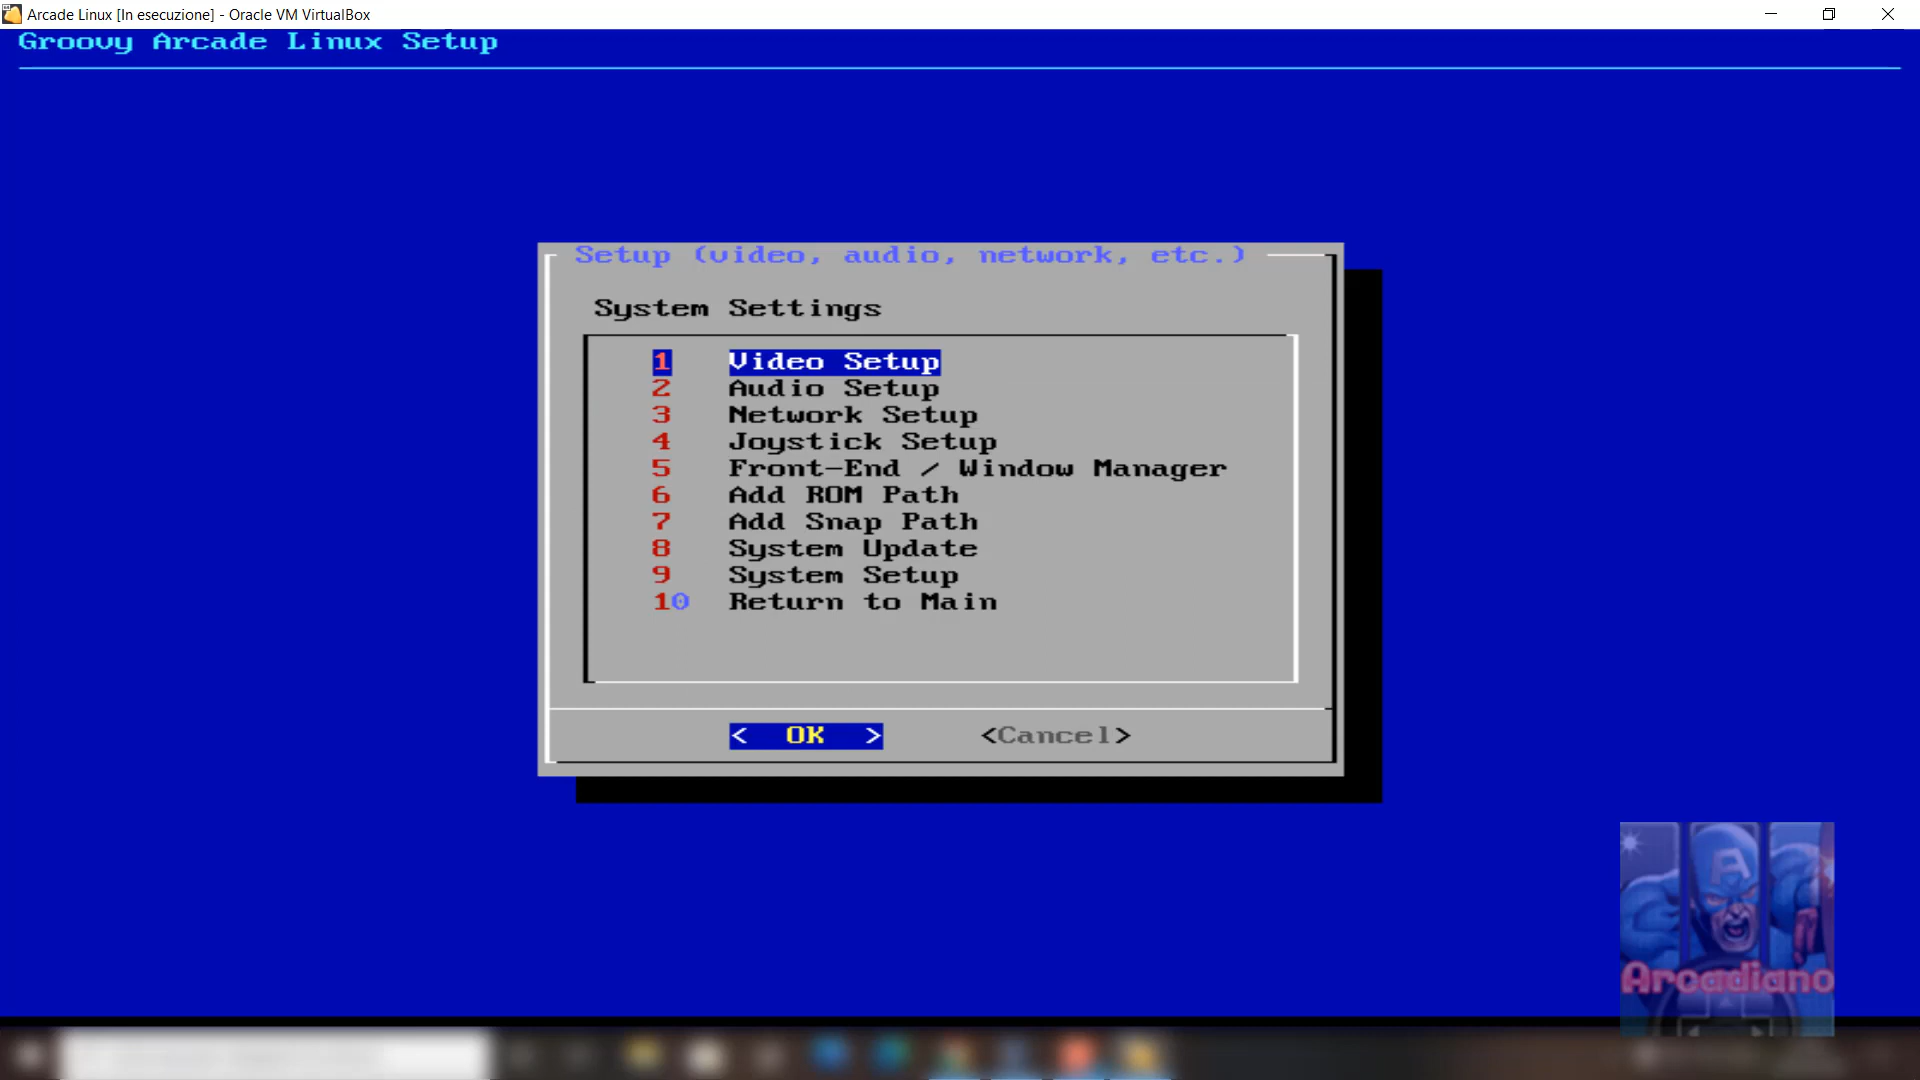 Arcade Linux [In esecuzione] - Oracle VM VirtualBox
Groovy Arcade Linux Setup
Setup (video, audio, network, etc.)
System Settings
1 Video Setup
2 Audio Setup
3 Network Setup
4 Joystick Setup
5 Front-End / Window Manager
6 Add ROM Path
7 Add Snap Path
8 System Update
9 System Setup
10 Return to Main
< OK > <Cancel>
A
Arcadiano